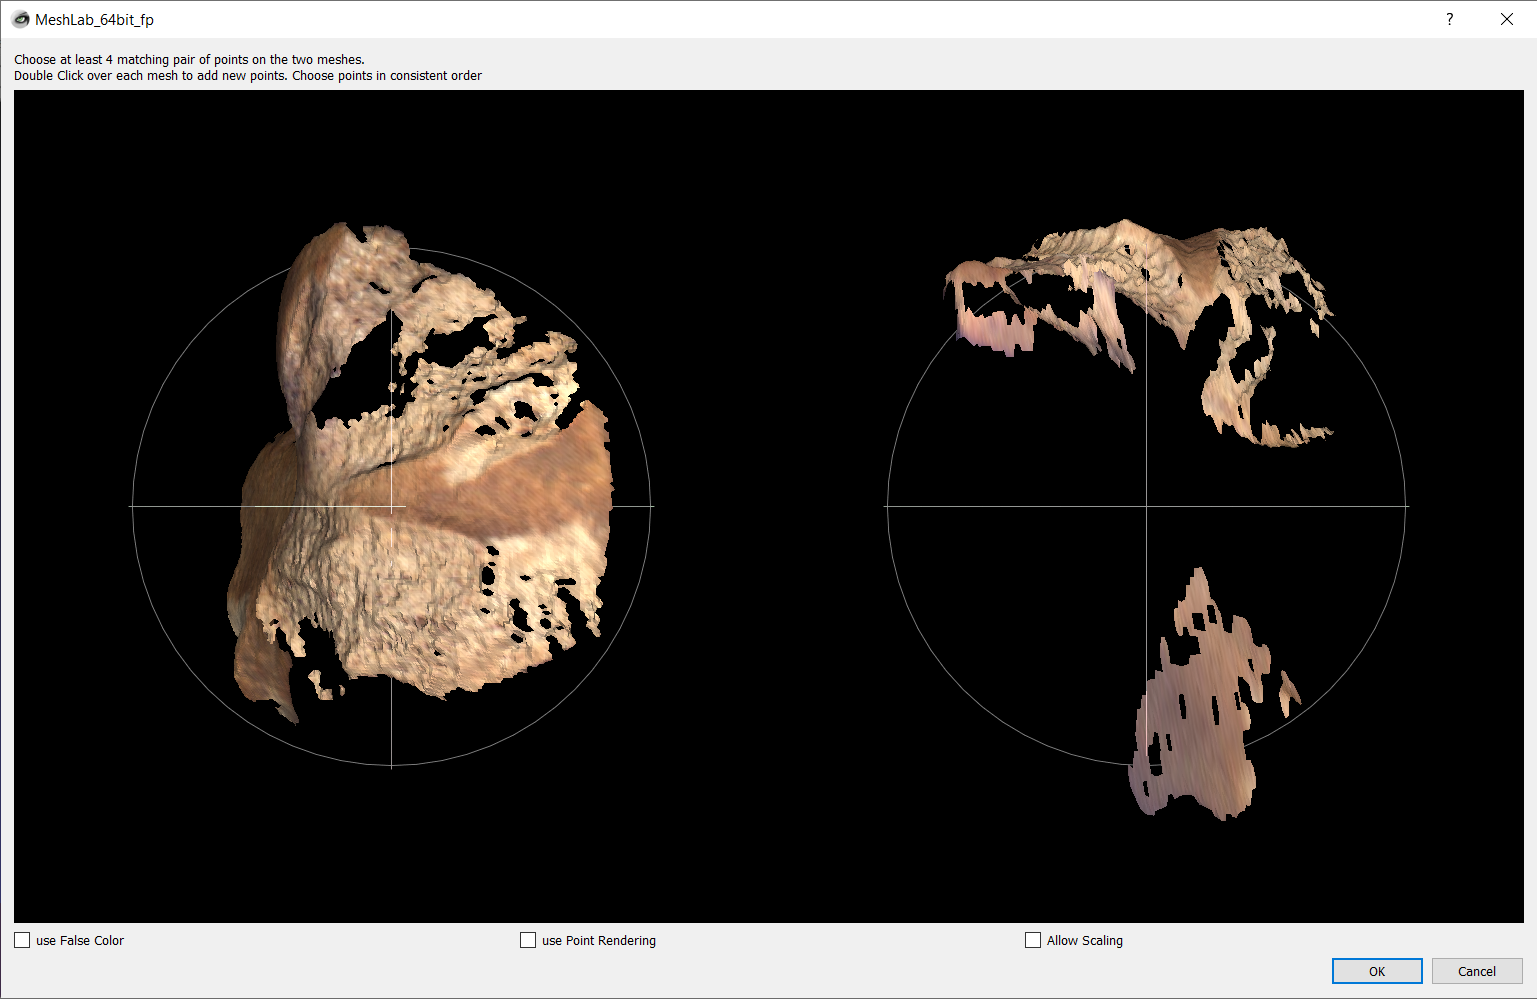 MeshLab_64bit_fp
?
Choose at least 4 matching pair of points on the two meshes.
Double Click over each mesh to add new points. Choose points in consistent order
use False Color
use Point Rendering
Allow Scaling
OK
Cancel